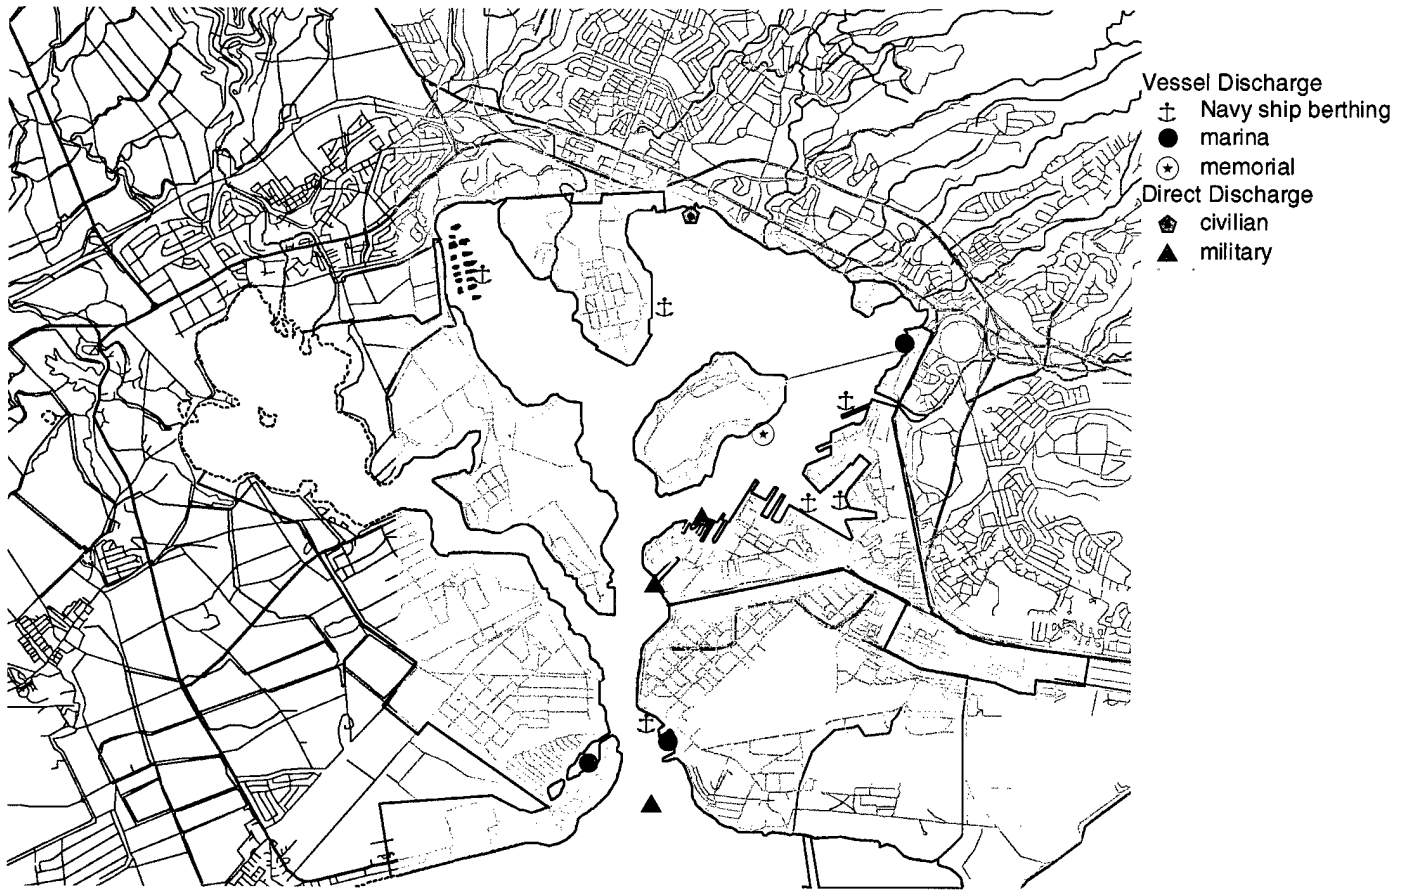 Vessel Discharge
Navy ship berthing
marina
memorial
Direct Discharge
civilian
military